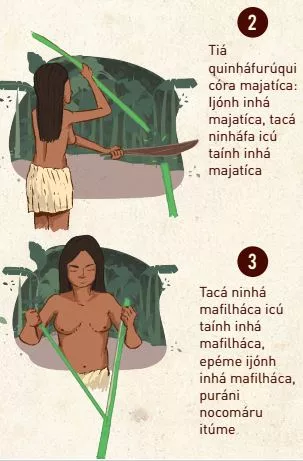 2
Tiá
quinháfurúqui
córa majatíca:
Ijónh inhá
majatíca, tacá
ninháfa icú
taính inhá
majatíca
3
Tacá ninhá
mafilháca icú
taính inhá
mafilháca,
epéme ijónh
inhá mafilháca,
puráni
nocomáru
itúme.